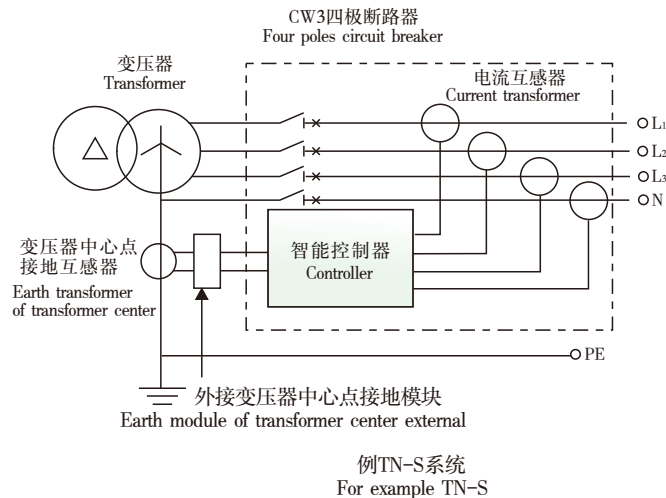 CW3四极断路器
Four poles circuit breaker
变压器
Transformer
电流互感器
Current transformer
L1
L2
L3
N
变压器中心点
接地互感器
Earth transformer
of transformer center
智能控制器
Controller
PE
外接变压器中心点接地模块
Earth module of transformer center external
例TN-S系统
For example TN-S